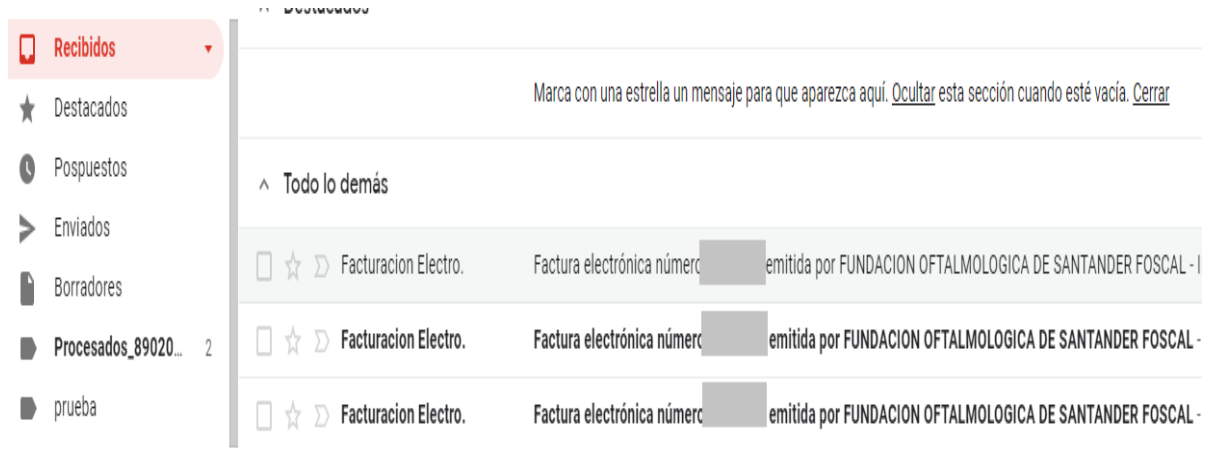 Destacados
Recibidos
Destacados
Pospuestos
Enviados
Borradores
Procesados_89020... 2
prueba
Marca con una estrella un mensaje para que aparezca aquí. Ocultar esta sección cuando esté vacía. Cerrar
Todo lo demás
Facturacion Electro. Factura electrónica número emitida por FUNDACION OFTALMOLOGICA DE SANTANDER FOSCAL - I
Facturacion Electro. Factura electrónica número emitida por FUNDACION OFTALMOLOGICA DE SANTANDER FOSCAL -
Facturacion Electro. Factura electrónica número emitida por FUNDACION OFTALMOLOGICA DE SANTANDER FOSCAL -